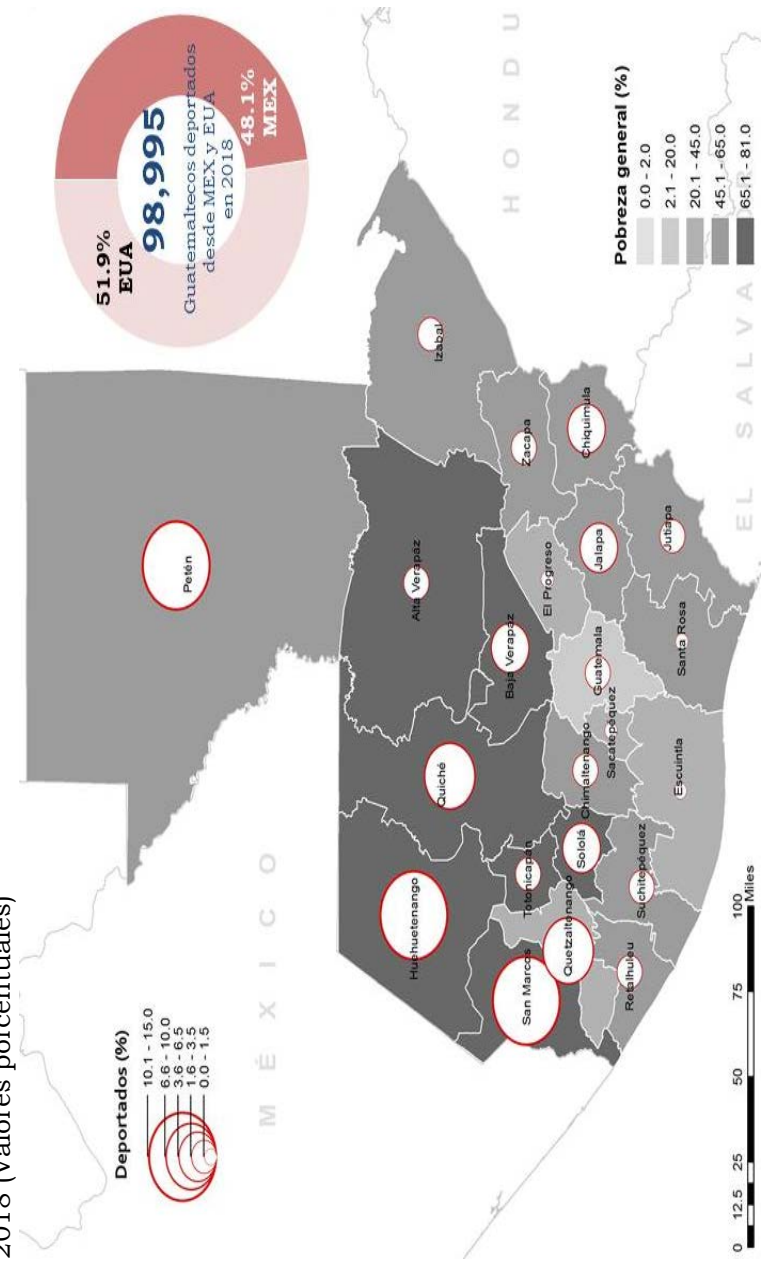 2018 (Valores porcentuales)
Deportados (%)
10.1 - 15.0
6.6 - 10.0
3.6 - 6.5
1.6 - 3.5
0.0 - 1.5
51.9%
EUA
98,995
Guatemaltecos deportados
desde MEX y EUA
en 2018
48.1%
MEX
MÉXICO
HONDU
EL SALVADOR
Petén
Huehuetenango
Quiché
Alta Verapáz
Izabal
San Marcos
Totonicapán
Baja Verapáz
Zacapa
El Progreso
Quetzaltenango
Sololá
Chimaltenango
Guatemala
Jalapa
Chiquimula
Sacatepéquez
Retalhuleu
Suchitepéquez
Escuintla
Santa Rosa
Jutiapa
Pobreza general (%)
0.0 - 2.0
2.1 - 20.0
20.1 - 45.0
45.1 - 65.0
65.1 - 81.0
0 12.5 25 50 75 100
Miles